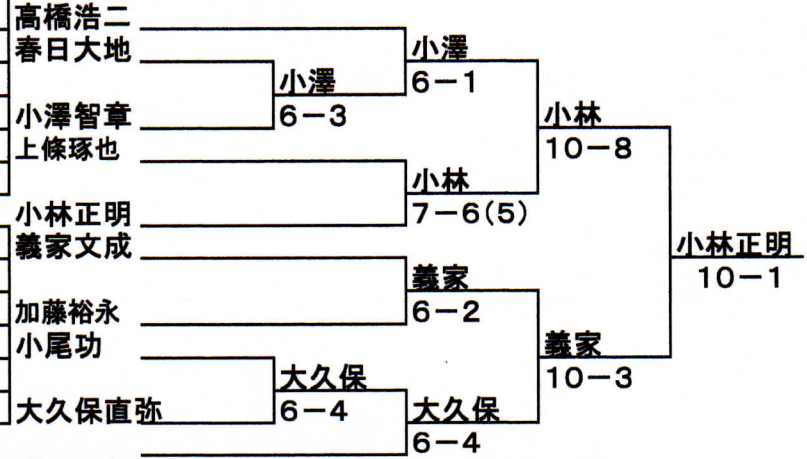 高橋浩二
春日大地
小澤智章
上條琢也
小林正明
義家文成
加藤裕永
小尾功
大久保直弥
小澤
6-3
大久保
6-4
小澤
6-1
小林
7-6(5)
義家
6-2
大久保
6-4
小林
10-8
義家
10-3
小林正明
10-1